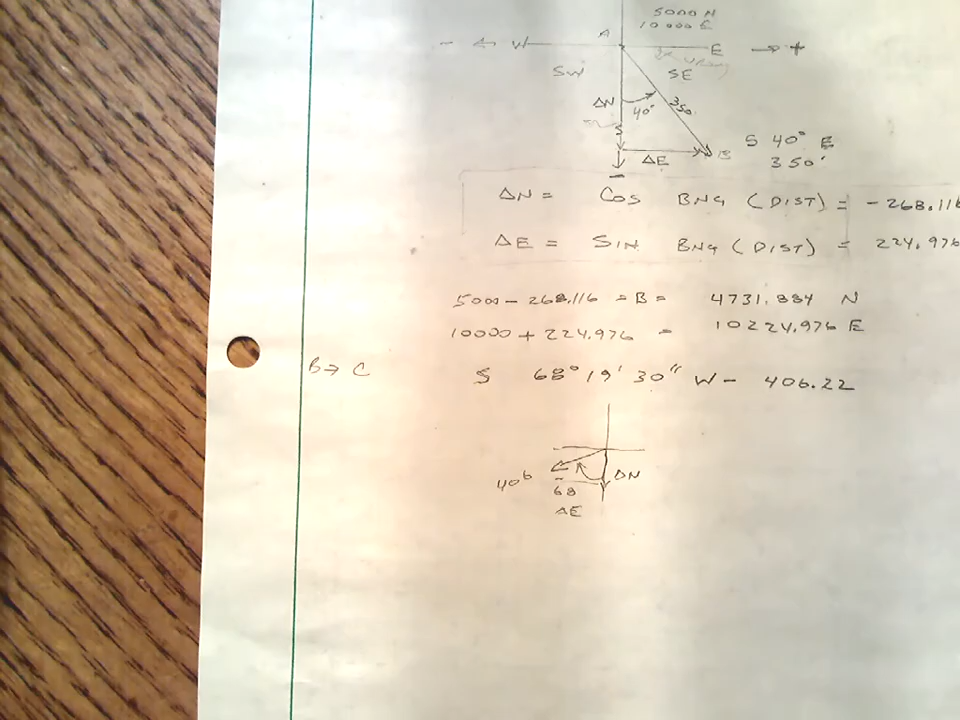 5000 N
10000 E
A
- ← W E → +
SW SE
ΔN 40° 350
S
ΔE B S 40° E
350'
ΔN = Cos BNG (DIST) = -268.116
ΔE = SIN BNG (DIST) = 224.976
5000 - 268.116 = B = 4731.884 N
10000 + 224.976 = 10224.976 E
B → C S 68° 19' 30" W - 406.22
406 ΔN
68
ΔE